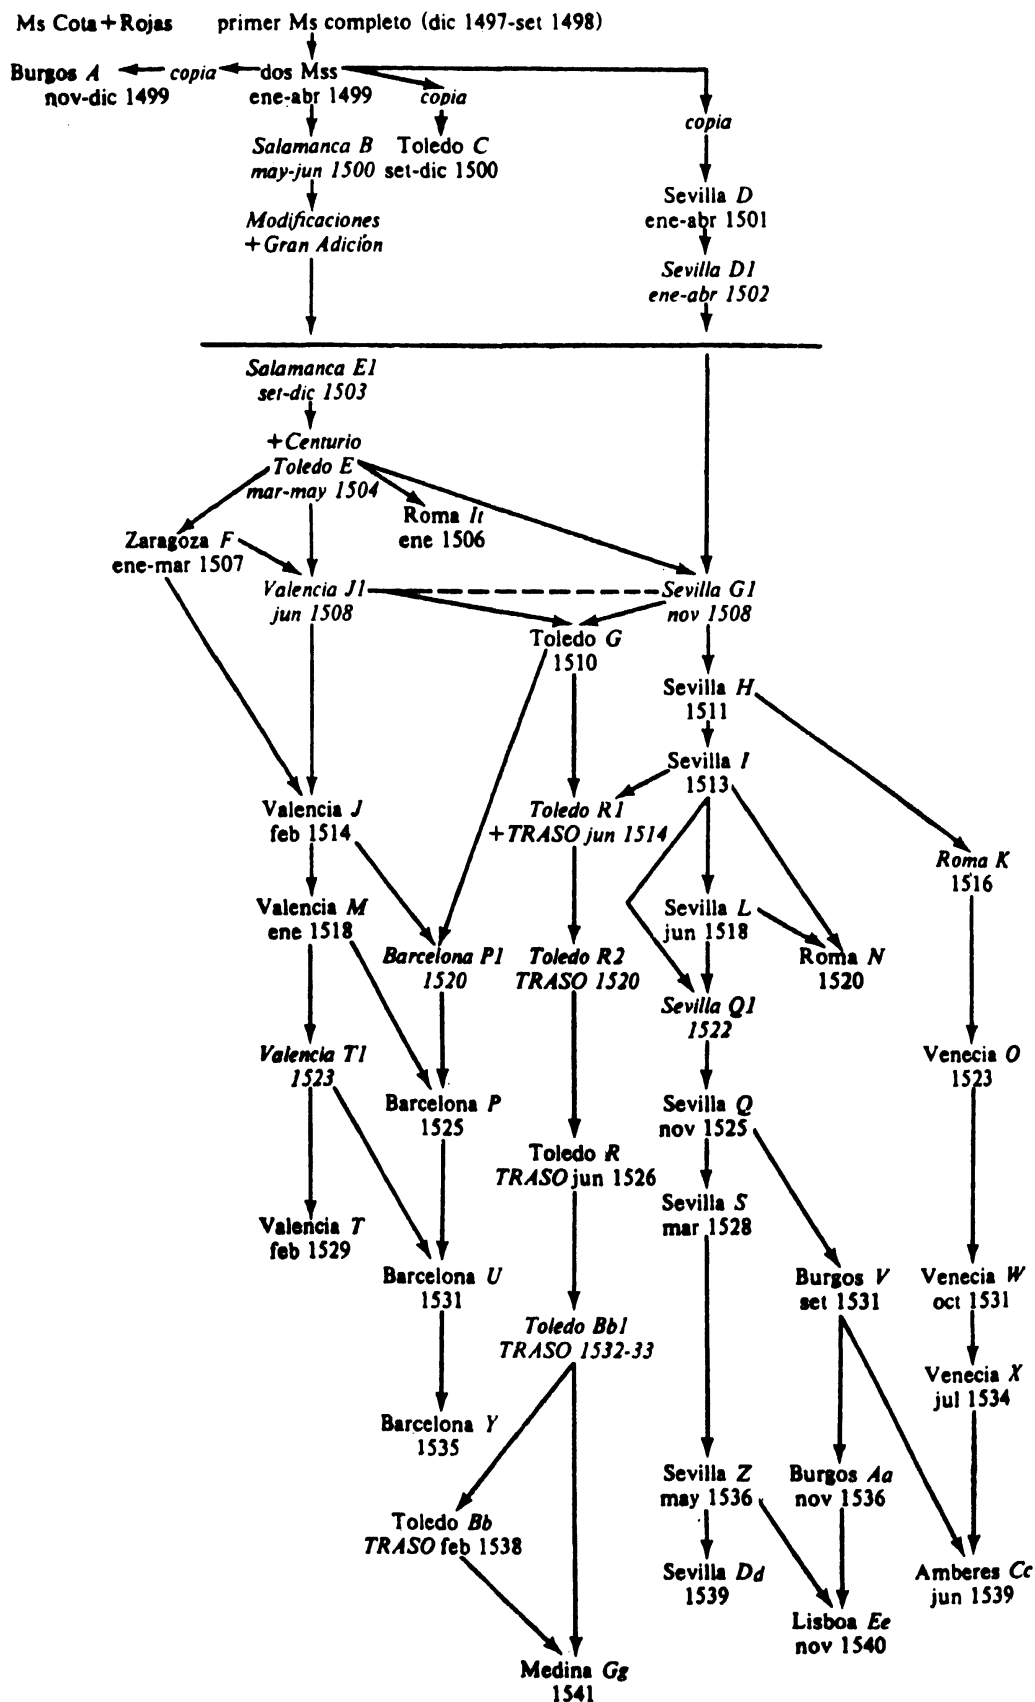 Ms Cota+Rojas primer Ms completo (dic 1497-set 1498)
Burgos A copia dos Mss
nov-dic 1499 ene-abr 1499 copia
copia
Salamanca B Toledo C
may-jun 1500 set-dic 1500
Sevilla D
ene-abr 1501
Modificaciones
+Gran Adición
Sevilla D1
ene-abr 1502
Salamanca E1
set-dic 1503
+Centurio
Toledo E
mar-may 1504
Roma It
ene 1506
Zaragoza F
ene-mar 1507
Valencia J1 Sevilla G1
jun 1508 nov 1508
Toledo G
1510
Sevilla H
1511
Sevilla I
1513
Valencia J Toledo R1
feb 1514 +TRASO jun 1514
Roma K
1516
Valencia M Sevilla L
ene 1518 jun 1518
Barcelona P1 Toledo R2 Roma N
1520 TRASO 1520 1520
Sevilla Q1
1522
Valencia T1 Venecia O
1523 1523
Barcelona P Sevilla Q
1525 nov 1525
Toledo R
TRASO jun 1526
Sevilla S
mar 1528
Valencia T
feb 1529
Barcelona U Burgos V Venecia W
1531 set 1531 oct 1531
Toledo Bb1
TRASO 1532-33
Venecia X
jul 1534
Barcelona Y
1535
Sevilla Z Burgos Aa
may 1536 nov 1536
Toledo Bb
TRASO feb 1538
Sevilla Dd Amberes Cc
1539 jun 1539
Lisboa Ee
nov 1540
Medina Gg
1541